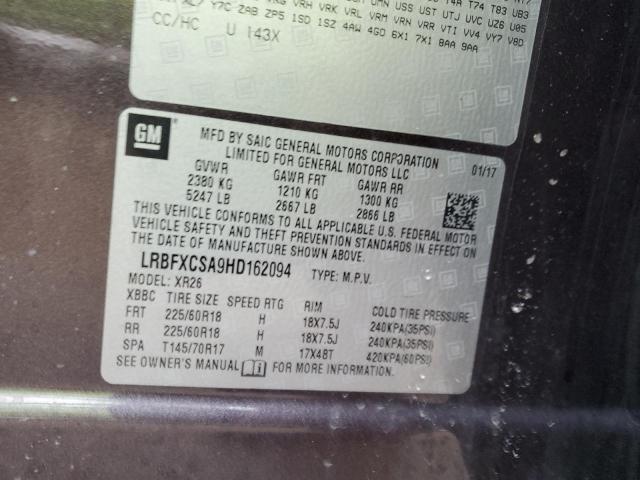 Y7C ZAB ZP5 1SD 1SZ 4AW 4GO 6X1 7X1 8AA 9AA
CC/HC U 143X
GM
MFD BY SAIC GENERAL MOTORS CORPORATION
LIMITED FOR GENERAL MOTORS LLC
01/17
GVWR GAWR FRT GAWR RR
2380 KG 1210 KG 1300 KG
5247 LB 2667 LB 2866 LB
THIS VEHICLE CONFORMS TO ALL APPLICABLE U.S. FEDERAL MOTOR
VEHICLE SAFETY AND THEFT PREVENTION STANDARDS IN EFFECT ON
THE DATE OF MANUFACTURE SHOWN ABOVE.
LRBFXCSA9HD162094 TYPE: M.P.V.
MODEL: XR26
XBBC TIRE SIZE SPEED RTG RIM COLD TIRE PRESSURE
FRT 225/60R18 H 18X7.5J 240KPA(35PSI)
RR 225/60R18 H 18X7.5J 240KPA(35PSI)
SPA T145/70R17 M 17X4BT 420KPA(60PSI)
SEE OWNER'S MANUAL FOR MORE INFORMATION